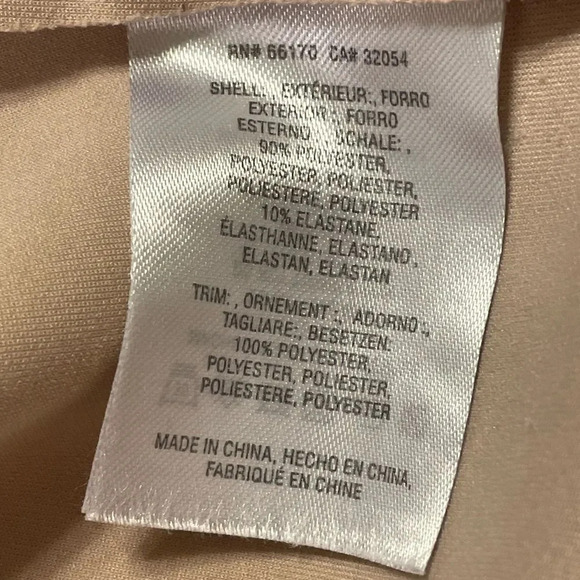 RN# 66170 CA# 32054
SHELL: , EXTÉRIEUR:, FORRO
EXTERIOR:, FORRO
ESTERNO, SCHALE: ,
90% POLYESTER,
POLYESTER, POLIESTER,
POLIESTERE, POLYESTER
10% ELASTANE,
ÉLASTHANNE, ELASTANO,
ELASTAN, ELASTAN
TRIM: , ORNEMENT :, ADORNO:,
TAGLIARE:, BESETZEN:
100% POLYESTER,
POLYESTER, POLIESTER,
POLIESTERE, POLYESTER
MADE IN CHINA, HECHO EN CHINA,
FABRIQUÉ EN CHINE